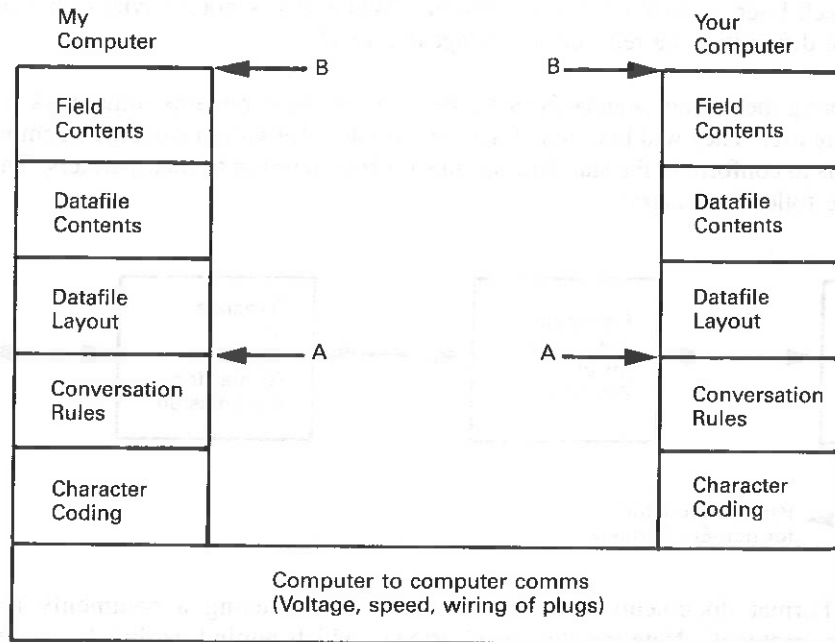 My
Computer
B
Field
Contents
Datafile
Contents
Datafile
Layout
A
Conversation
Rules
Character
Coding
Your
Computer
B
Field
Contents
Datafile
Contents
Datafile
Layout
A
Conversation
Rules
Character
Coding
Computer to computer comms
(Voltage, speed, wiring of plugs)